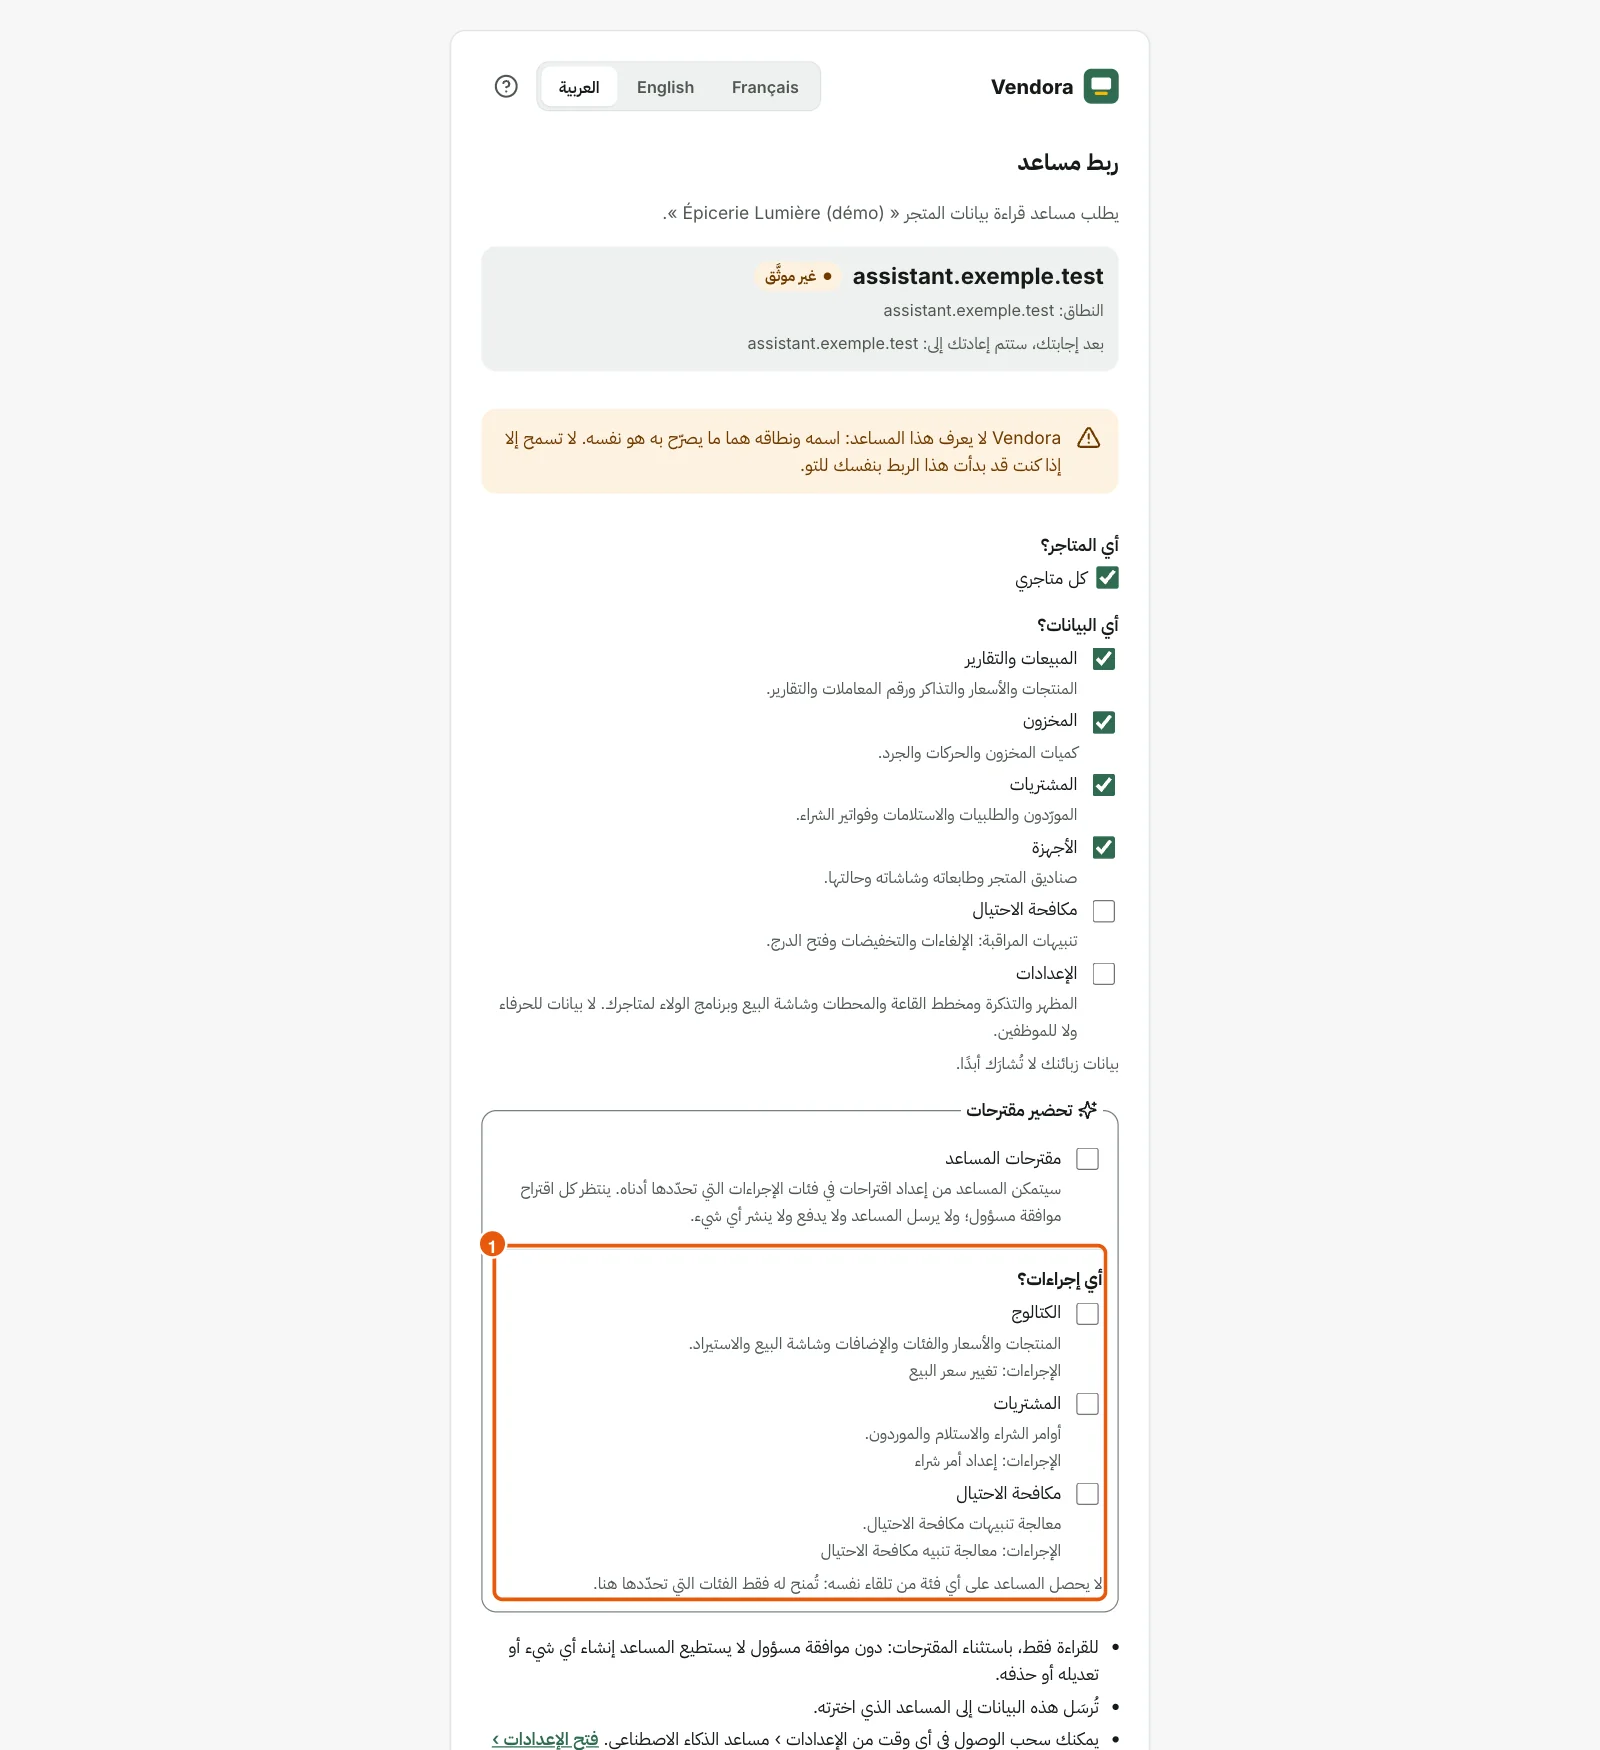 Vendora
Français English العربية
ربط مساعد
يطلب مساعد قراءة بيانات المتجر « Épicerie Lumière (démo) ».
assistant.exemple.test غير موثَّق
النطاق: assistant.exemple.test
بعد إجابتك، ستتم إعادتك إلى: assistant.exemple.test
Vendora لا يعرف هذا المساعد: اسمه ونطاقه هما ما يصرّح به هو نفسه. لا تسمح إلا
إذا كنت قد بدأت هذا الربط بنفسك للتو.
أي المتاجر؟
كل متاجري
أي البيانات؟
المبيعات والتقارير
المنتجات والأسعار والتذاكر ورقم المعاملات والتقارير.
المخزون
كميات المخزون والحركات والجرد.
المشتريات
المورّدون والطلبيات والاستلامات وفواتير الشراء.
الأجهزة
صناديق المتجر وطابعاته وشاشاته وحالتها.
مكافحة الاحتيال
تنبيهات المراقبة: الإلغاءات والتخفيضات وفتح الدرج.
الإعدادات
المظهر والتذكرة ومخطط القاعة والمحطات وشاشة البيع وبرنامج الولاء لمتاجرك. لا بيانات للحرفاء
ولا للموظفين.
بيانات زبائنك لا تُشارَك أبدًا.
تحضير مقترحات
مقترحات المساعد
سيتمكن المساعد من إعداد اقتراحات في فئات الإجراءات التي تحدّدها أدناه. ينتظر كل اقتراح
موافقة مسؤول؛ ولا يرسل المساعد ولا يدفع ولا ينشر أي شيء.
1
أي إجراءات؟
الكتالوج
المنتجات والأسعار والفئات والإضافات وشاشة البيع والاستيراد.
الإجراءات: تغيير سعر البيع
المشتريات
أوامر الشراء والاستلام والموردون.
الإجراءات: إعداد أمر شراء
مكافحة الاحتيال
معالجة تنبيهات مكافحة الاحتيال.
الإجراءات: معالجة تنبيه مكافحة الاحتيال
لا يحصل المساعد على أي فئة من تلقاء نفسه: تُمنح له فقط الفئات التي تحدّدها هنا.
• للقراءة فقط، باستثناء المقترحات: دون موافقة مسؤول لا يستطيع المساعد إنشاء أي شيء أو
تعديله أو حذفه.
• تُرسَل هذه البيانات إلى المساعد الذي اخترته.
• يمكنك سحب الوصول في أي وقت من الإعدادات › مساعد الذكاء الاصطناعي. فتح الإعدادات ›